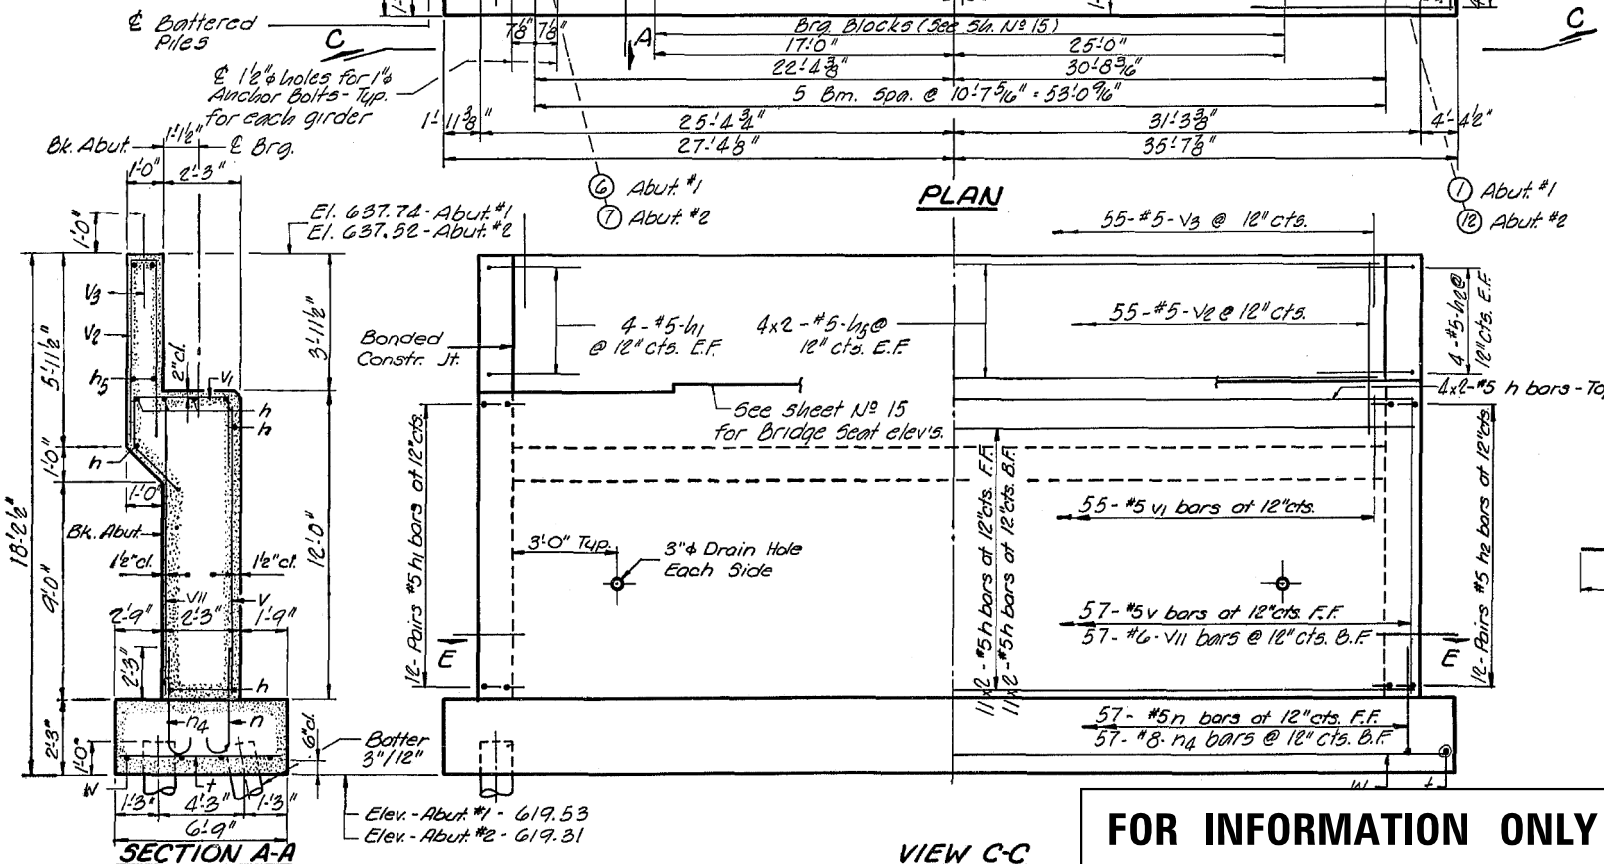 ℄ Battered
Piles
C
℄ 1½"φ holes for 1"φ
Anchor Bolts - Typ.
for each girder
7⅛" 7⅛"
A
Brg. Blocks (See Sh. Nº 15)
17'-0" 25'-0"
22'-4⅜" 30'-8 3/16"
5 Bm. Spa. @ 10'-7 5/16" = 53'-0 9/16"
1'-11⅜" 25'-4¾" 31'-3⅜" 4'-4½"
27'-4⅛" 35'-7⅞"
C
6 Abut. #1
7 Abut. #2
PLAN
1 Abut. #1
12 Abut. #2
1'-1½"
Bk. Abut. ℄ Brg.
1'-0" 2'-3"
El. 637.74 - Abut. #1
El. 637.52 - Abut. #2
1'-0"
V3
V2
h5
2"cl.
V1
h
h
h
5'-11½"
3'-11½"
1'-0"
1'-0"
18'-2½"
Bk. Abut.
1½"cl. 1½"cl.
9'-0"
12'-0"
V11 V
2'-9" 2'-3" 1'-9"
2'-3"
h
n4 n
2'-3"
1'-0"
6"cl.
Batter
3"/12"
W t
1'-3" 4'-3" 1'-3"
6'-9"
SECTION A-A
Elev. - Abut. #1 - 619.53
Elev. - Abut. #2 - 619.31
55-#5-V3 @ 12" cts.
Bonded
Constr. Jt.
4-#5-h1
@ 12" cts. E.F.
4x2-#5-h5@
12" cts. E.F.
55-#5-V2 @ 12" cts.
4-#5-h2@
12" cts. E.F.
See sheet Nº 15
for Bridge Seat elev's.
4x2-#5 h bars - To
12-Pairs #5 h1 bars at 12" cts.
11x2-#5 h bars at 12" cts. F.F.
11x2-#5 h bars at 12" cts. B.F.
12-Pairs #5 h2 bars at 12" cts.
55-#5 V1 bars at 12" cts.
3'-0" Typ.
3"φ Drain Hole
Each Side
57-#5 V bars at 12" cts. F.F.
57-#6-V11 bars @ 12" cts. B.F.
E E
57-#5 n bars at 12" cts. F.F.
57-#8-n4 bars @ 12" cts. B.F.
W t
VIEW C-C
FOR INFORMATION ONLY